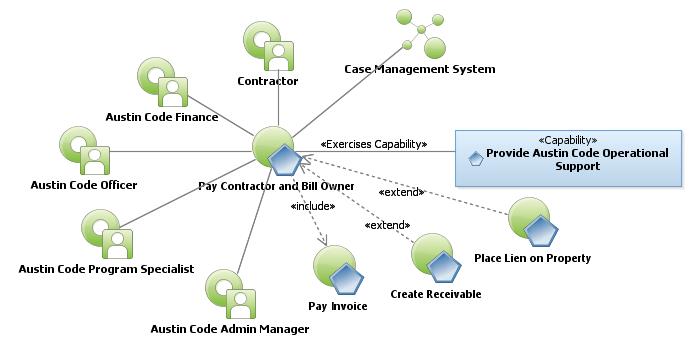 Contractor
Case Management System
Austin Code Finance
«Exercises Capability»
«Capability»
Provide Austin Code Operational
Support
Austin Code Officer
Pay Contractor and Bill Owner
«extend»
«include»
«extend»
Austin Code Program Specialist
Place Lien on Property
Pay Invoice
Create Receivable
Austin Code Admin Manager